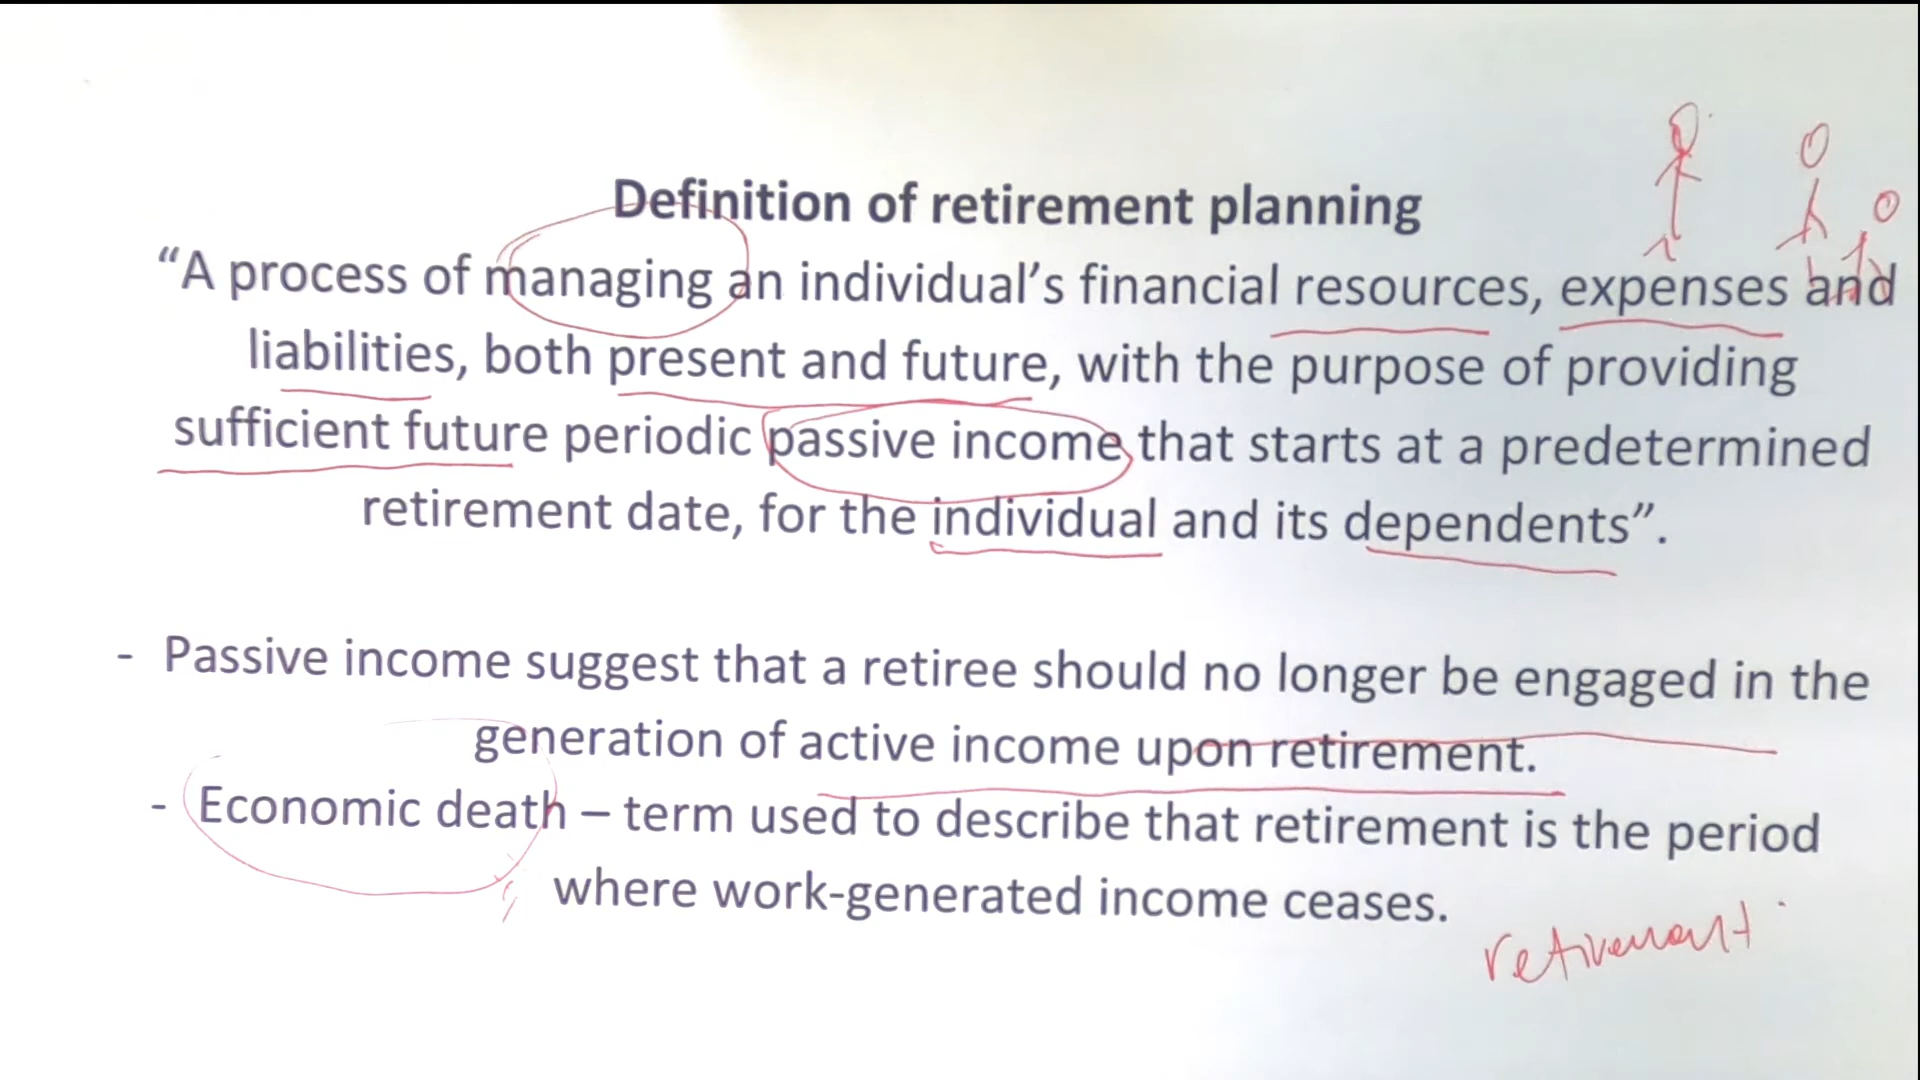 Definition of retirement planning
“A process of managing an individual’s financial resources, expenses and
liabilities, both present and future, with the purpose of providing
sufficient future periodic passive income that starts at a predetermined
retirement date, for the individual and its dependents”.
- Passive income suggest that a retiree should no longer be engaged in the
generation of active income upon retirement.
- Economic death – term used to describe that retirement is the period
where work-generated income ceases.
retirement